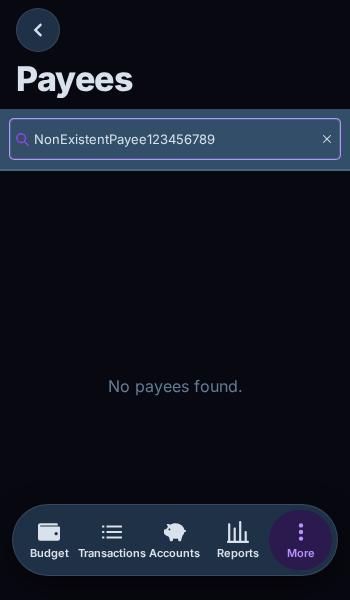 Payees
NonExistentPayee123456789
No payees found.
Budget Transactions Accounts Reports More